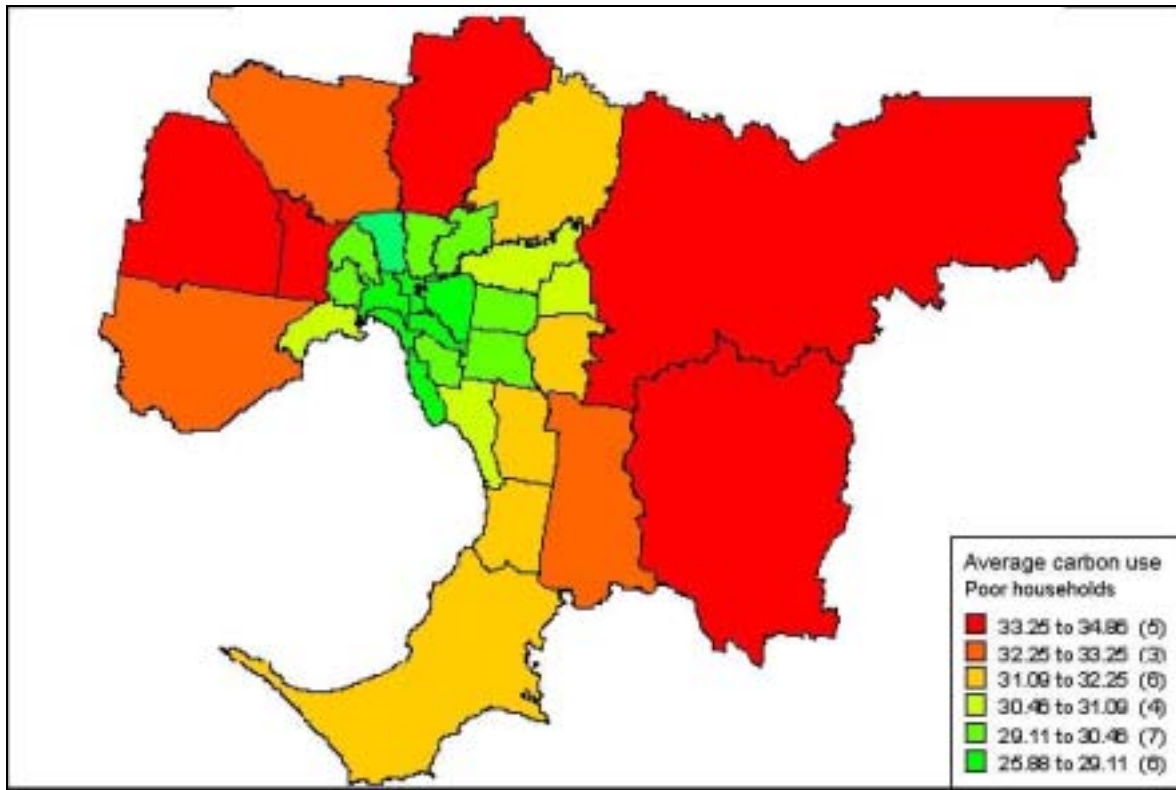 Average carbon use
Poor households
33.25 to 34.86 (5)
32.25 to 33.25 (3)
31.09 to 32.25 (6)
30.46 to 31.09 (4)
29.11 to 30.46 (7)
25.88 to 29.11 (6)